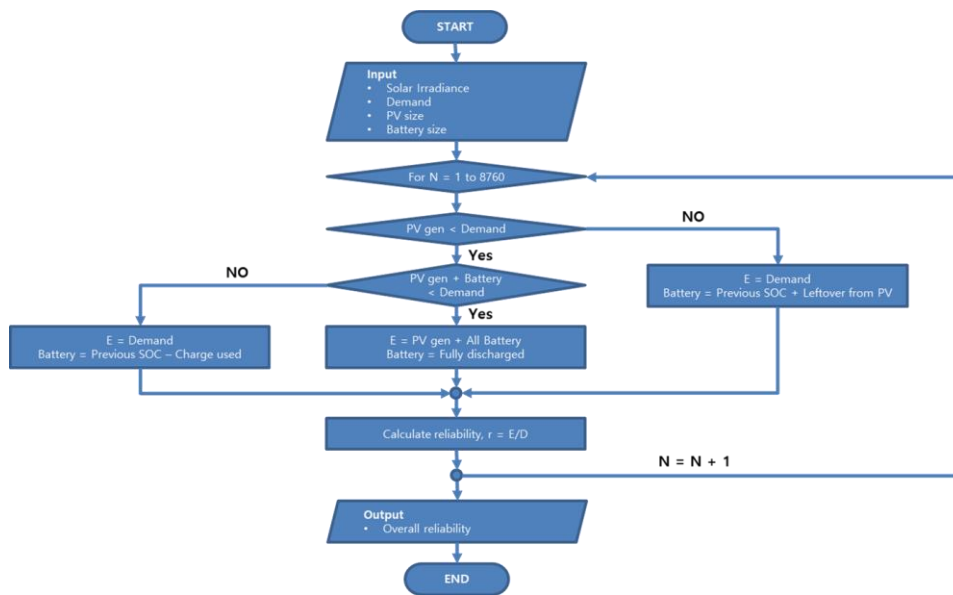 START
Input
• Solar Irradiance
• Demand
• PV size
• Battery size
For N = 1 to 8760
PV gen < Demand
NO
Yes
PV gen + Battery
< Demand
NO
Yes
E = Demand
Battery = Previous SOC + Leftover from PV
E = Demand
Battery = Previous SOC – Charge used
E = PV gen + All Battery
Battery = Fully discharged
Calculate reliability, r = E/D
N = N + 1
Output
• Overall reliability
END